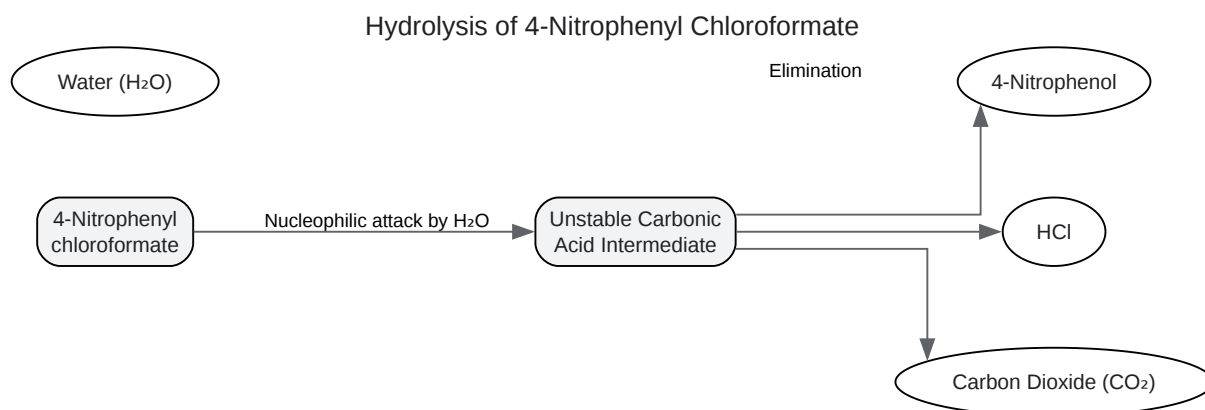 Hydrolysis of 4-Nitrophenyl Chloroformate
Water (H₂O)
Elimination
4-Nitrophenol
4-Nitrophenyl
chloroformate
Nucleophilic attack by H₂O
Unstable Carbonic
Acid Intermediate
HCl
Carbon Dioxide (CO₂)